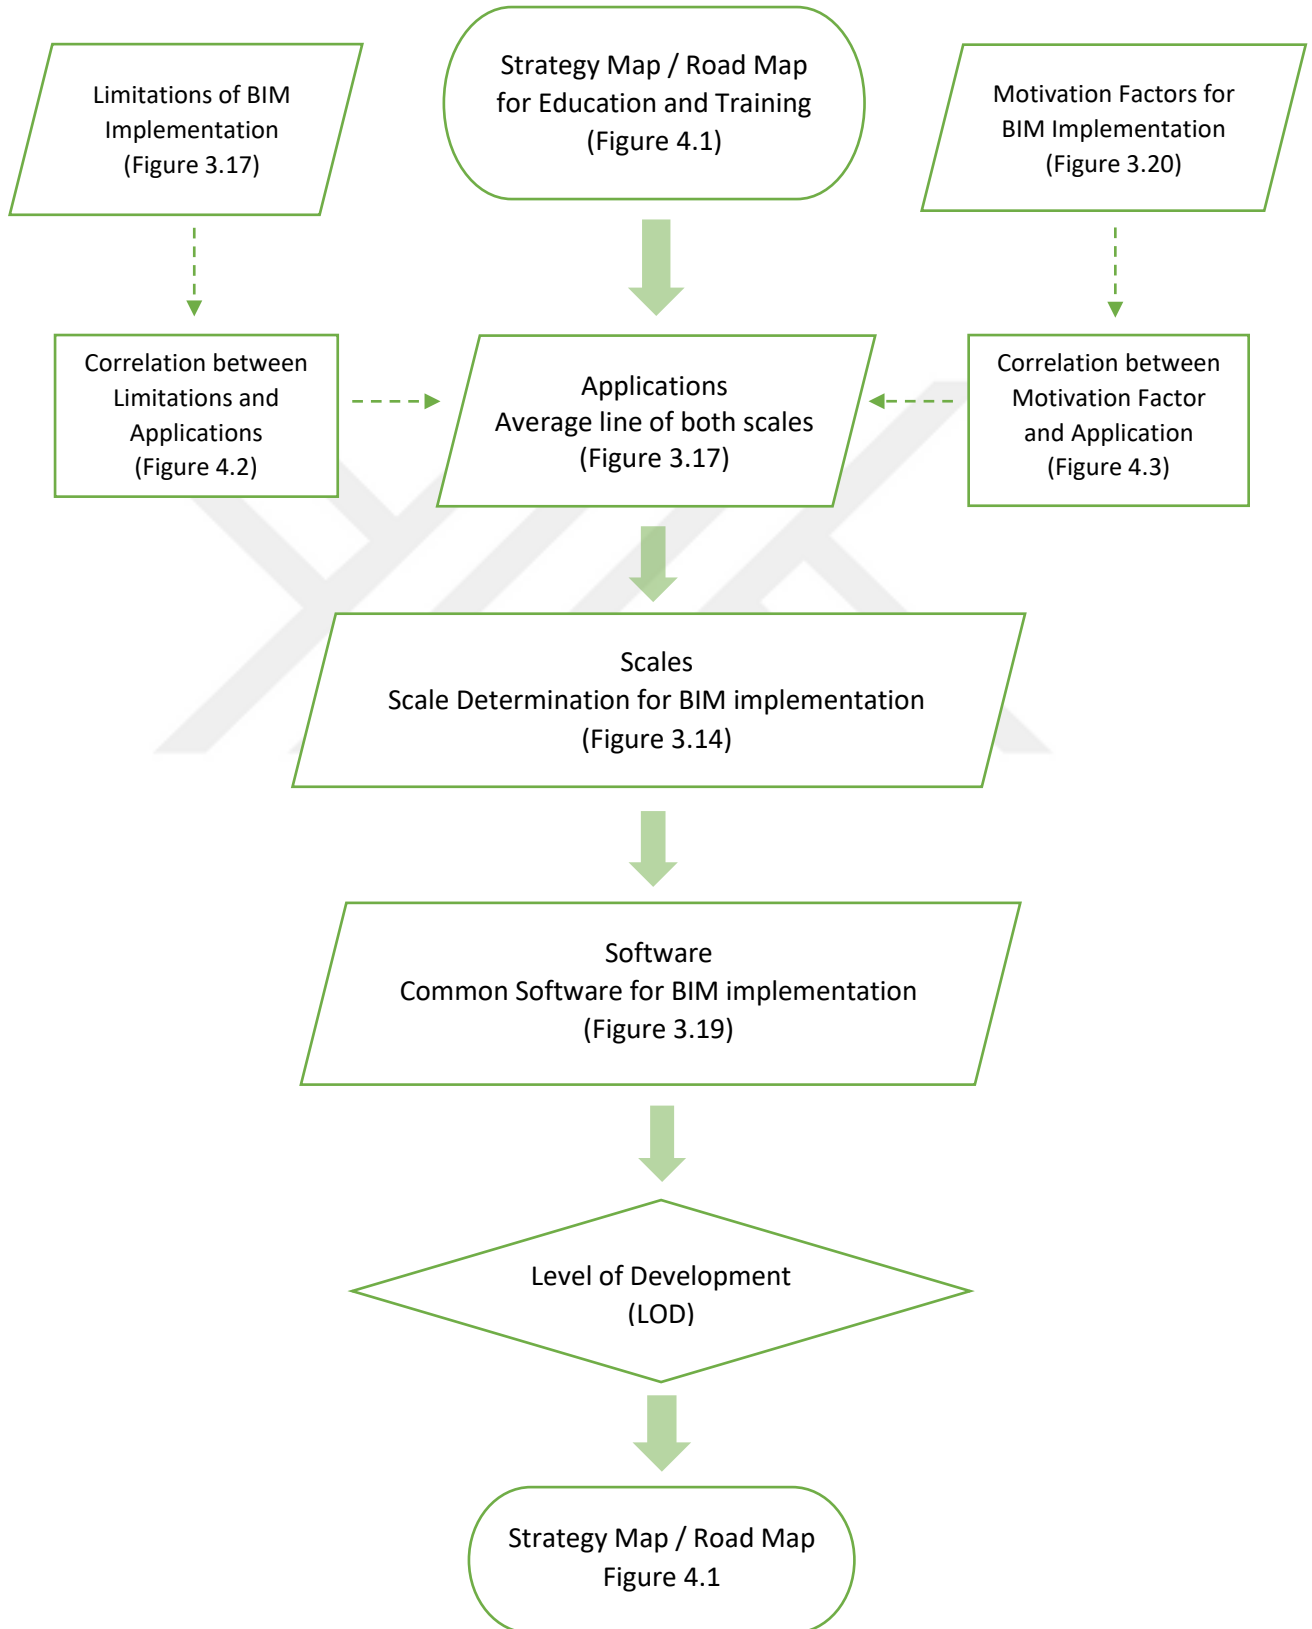 Limitations of BIM
Implementation
(Figure 3.17)
Strategy Map / Road Map
for Education and Training
(Figure 4.1)
Motivation Factors for
BIM Implementation
(Figure 3.20)
Correlation between
Limitations and
Applications
(Figure 4.2)
Applications
Average line of both scales
(Figure 3.17)
Correlation between
Motivation Factor
and Application
(Figure 4.3)
Scales
Scale Determination for BIM implementation
(Figure 3.14)
Software
Common Software for BIM implementation
(Figure 3.19)
Level of Development
(LOD)
Strategy Map / Road Map
Figure 4.1